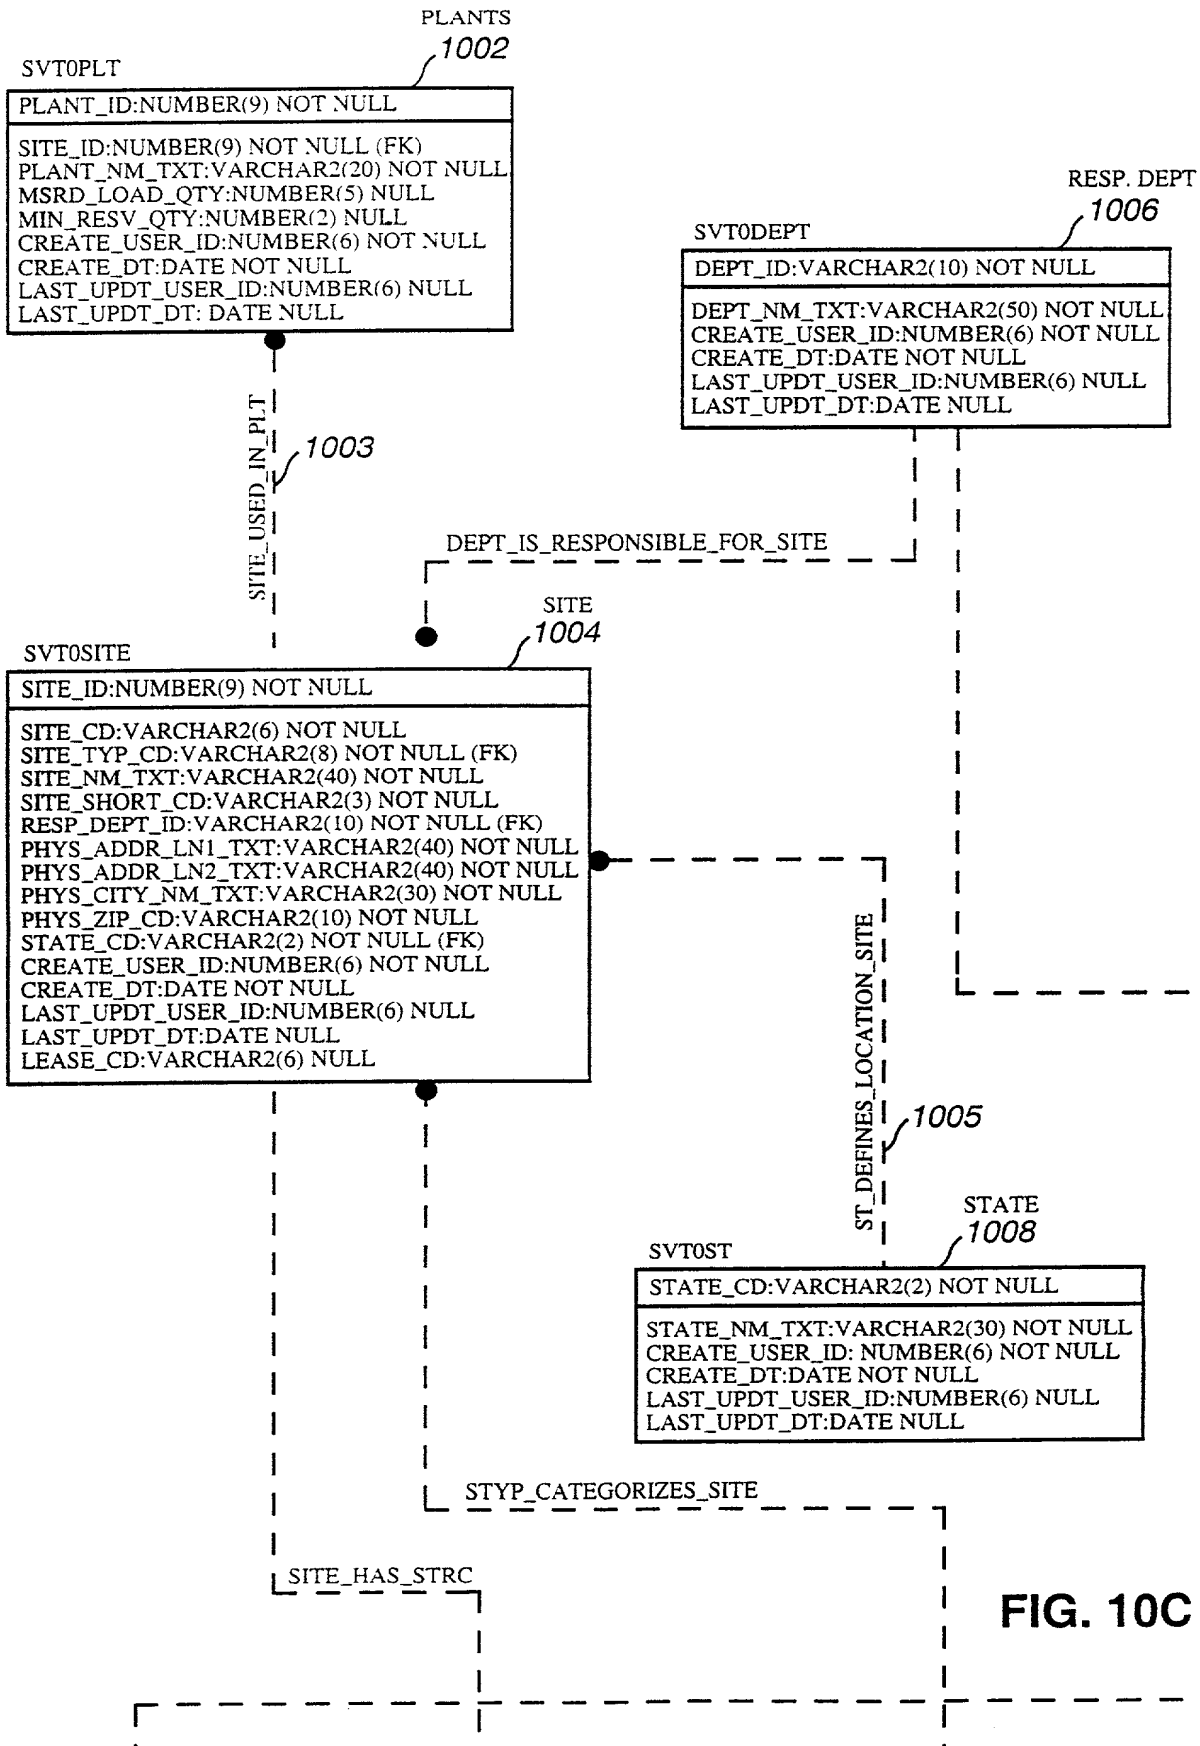 PLANTS
1002
SVT0PLT
PLANT_ID:NUMBER(9) NOT NULL
SITE_ID:NUMBER(9) NOT NULL (FK)
PLANT_NM_TXT:VARCHAR2(20) NOT NULL
MSRD_LOAD_QTY:NUMBER(5) NULL
MIN_RESV_QTY:NUMBER(2) NULL
CREATE_USER_ID:NUMBER(6) NOT NULL
CREATE_DT:DATE NOT NULL
LAST_UPDT_USER_ID:NUMBER(6) NULL
LAST_UPDT_DT: DATE NULL
RESP. DEPT
1006
SVT0DEPT
DEPT_ID:VARCHAR2(10) NOT NULL
DEPT_NM_TXT:VARCHAR2(50) NOT NULL
CREATE_USER_ID:NUMBER(6) NOT NULL
CREATE_DT:DATE NOT NULL
LAST_UPDT_USER_ID:NUMBER(6) NULL
LAST_UPDT_DT:DATE NULL
SITE_USED_IN_PLT
1003
DEPT_IS_RESPONSIBLE_FOR_SITE
SITE
1004
SVT0SITE
SITE_ID:NUMBER(9) NOT NULL
SITE_CD:VARCHAR2(6) NOT NULL
SITE_TYP_CD:VARCHAR2(8) NOT NULL (FK)
SITE_NM_TXT:VARCHAR2(40) NOT NULL
SITE_SHORT_CD:VARCHAR2(3) NOT NULL
RESP_DEPT_ID:VARCHAR2(10) NOT NULL (FK)
PHYS_ADDR_LN1_TXT:VARCHAR2(40) NOT NULL
PHYS_ADDR_LN2_TXT:VARCHAR2(40) NOT NULL
PHYS_CITY_NM_TXT:VARCHAR2(30) NOT NULL
PHYS_ZIP_CD:VARCHAR2(10) NOT NULL
STATE_CD:VARCHAR2(2) NOT NULL (FK)
CREATE_USER_ID:NUMBER(6) NOT NULL
CREATE_DT:DATE NOT NULL
LAST_UPDT_USER_ID:NUMBER(6) NULL
LAST_UPDT_DT:DATE NULL
LEASE_CD:VARCHAR2(6) NULL
ST_DEFINES_LOCATION_SITE
1005
STATE
1008
SVT0ST
STATE_CD:VARCHAR2(2) NOT NULL
STATE_NM_TXT:VARCHAR2(30) NOT NULL
CREATE_USER_ID: NUMBER(6) NOT NULL
CREATE_DT:DATE NOT NULL
LAST_UPDT_USER_ID:NUMBER(6) NULL
LAST_UPDT_DT:DATE NULL
STYP_CATEGORIZES_SITE
SITE_HAS_STRC
FIG. 10C